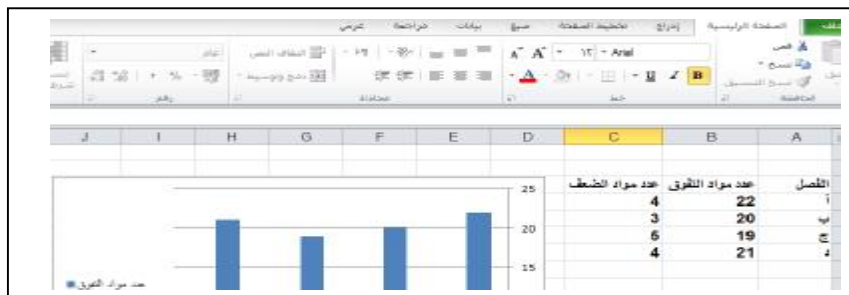 ملف الصفحة الرئيسية إدراج تخطيط الصفحة صيغ بيانات مراجعة عرض
Arial ١٢
نسخ
التفاف النص
نسخ التنسيق
دمج وتوسيط
عام
الحافظة خط محاذاة رقم
A B C D E F G H I J
الفصل عدد مواد التفوق عدد مواد الضعف
أ 22 4
ب 20 3
ج 19 5
د 21 4
25
20
15
عدد مواد التفوق